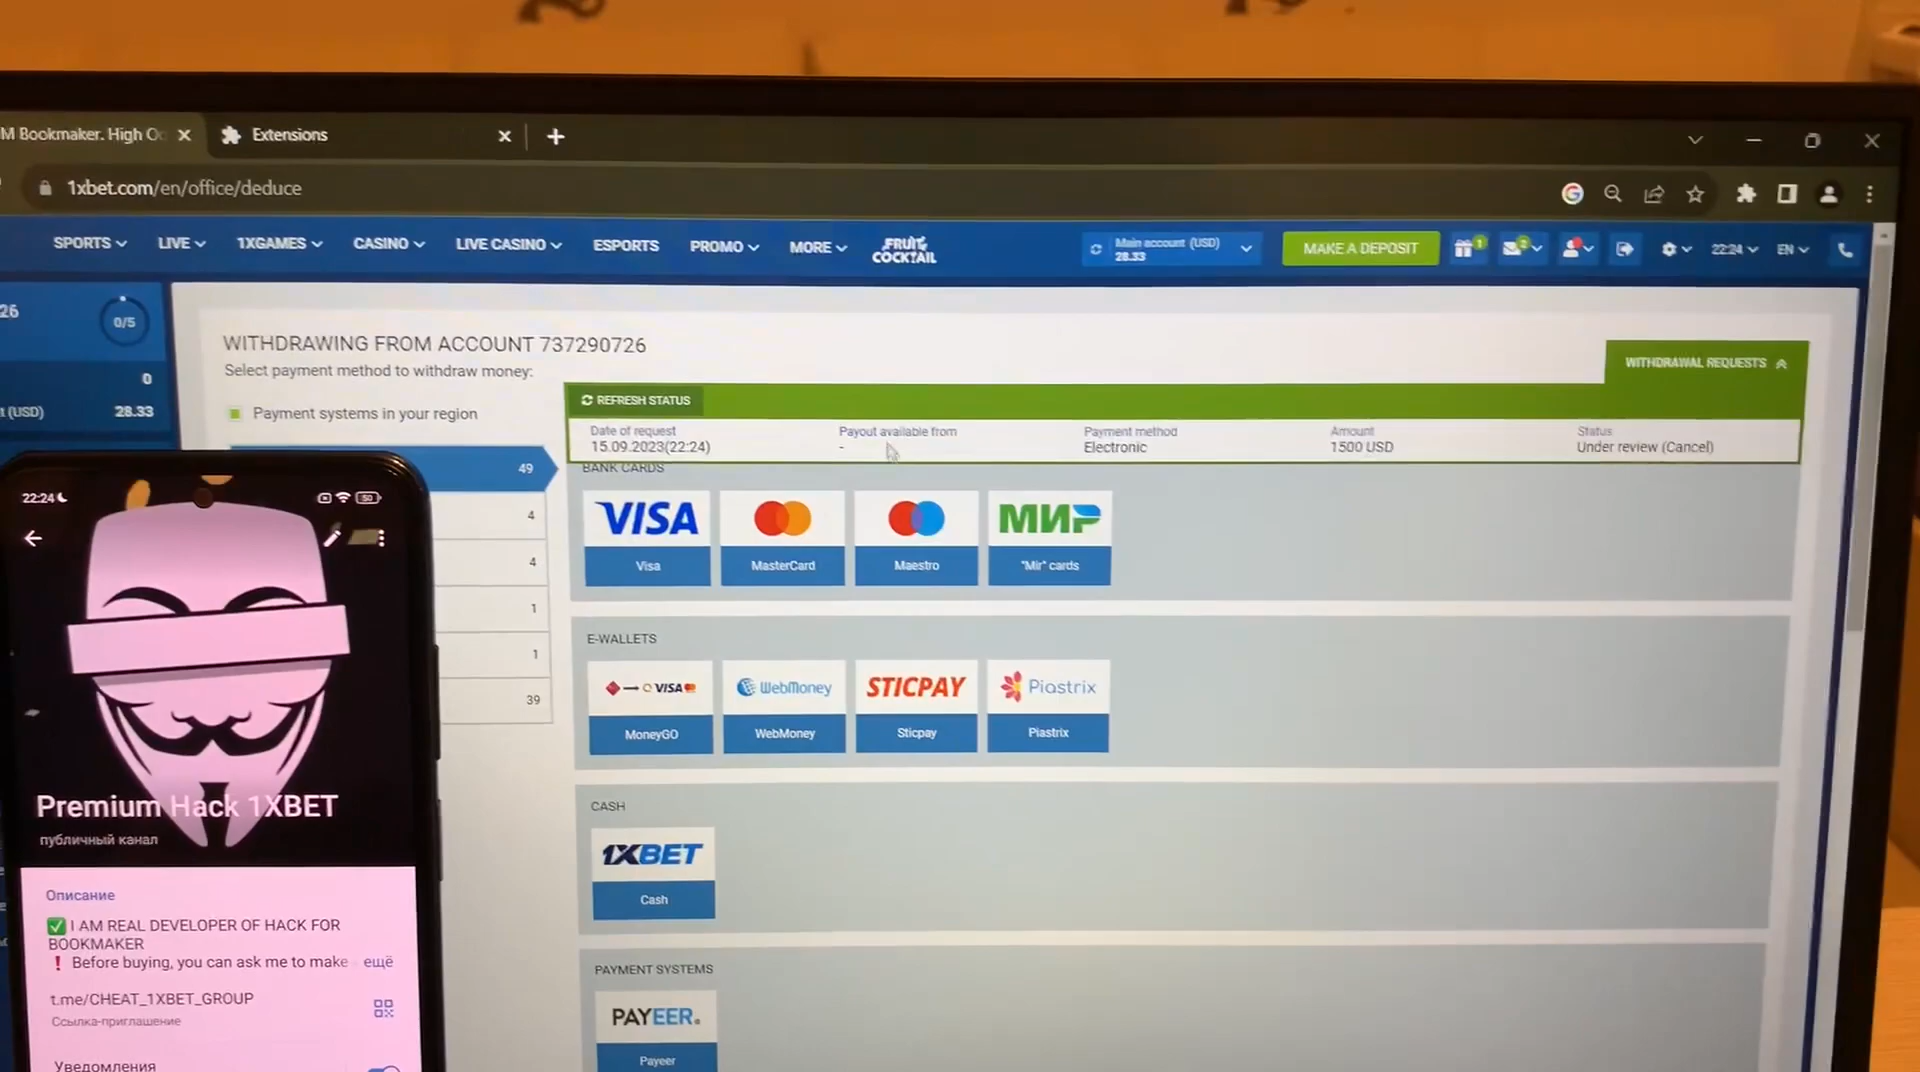 M Bookmaker. High
Extensions
1xbet.com/en/office/deduce
SPORTS
LIVE
1XGAMES
CASINO
LIVE CASINO
ESPORTS
PROMO
MORE
FRUIT
COCKTAIL
Main account (USD)
28.33
MAKE A DEPOSIT
1
2
22:24
EN
26
0/5
0
t (USD)
28.33
WITHDRAWING FROM ACCOUNT 737290726
Select payment method to withdraw money:
Payment systems in your region
WITHDRAWAL REQUESTS
REFRESH STATUS
Date of request
15.09.2023(22:24)
Payout available from
-
Payment method
Electronic
Amount
1500 USD
Status
Under review (Cancel)
49
4
4
1
1
39
BANK CARDS
VISA
МИР
Visa
MasterCard
Maestro
"Mir" cards
E-WALLETS
VISA
WebMoney
STICPAY
Piastrix
MoneyGO
WebMoney
Sticpay
Piastrix
CASH
1XBET
Cash
PAYMENT SYSTEMS
PAYEER
Payeer
22:24
50
Premium Hack 1XBET
публичный канал
Описание
✅ I AM REAL DEVELOPER OF HACK FOR
BOOKMAKER
❗ Before buying, you can ask me to make ещё
t.me/CHEAT_1XBET_GROUP
Ссылка-приглашение
Уведомления